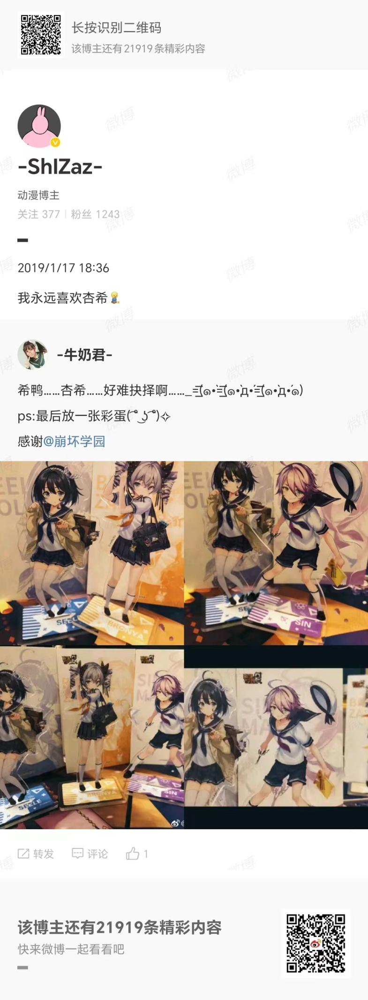 长按识别二维码
该博主还有21919条精彩内容
-ShIZaz-
动漫博主
关注 377 | 粉丝 1243
2019/1/17 18:36
我永远喜欢杏希
-牛奶君-
希鸭……杏希……好难抉择啊……_=͟͟͞͞(๑•̀=͟͟͞͞(๑•̀д•́=͟͟͞͞(๑•̀д•́๑)
ps:最后放一张彩蛋( ͡° ͜ʖ ͡°)✧
感谢@崩坏学园
SEELE
BRONYA
SIN
SEELE
BRONYA
SIN
转发 评论 1
该博主还有21919条精彩内容
快来微博一起看看吧
微博